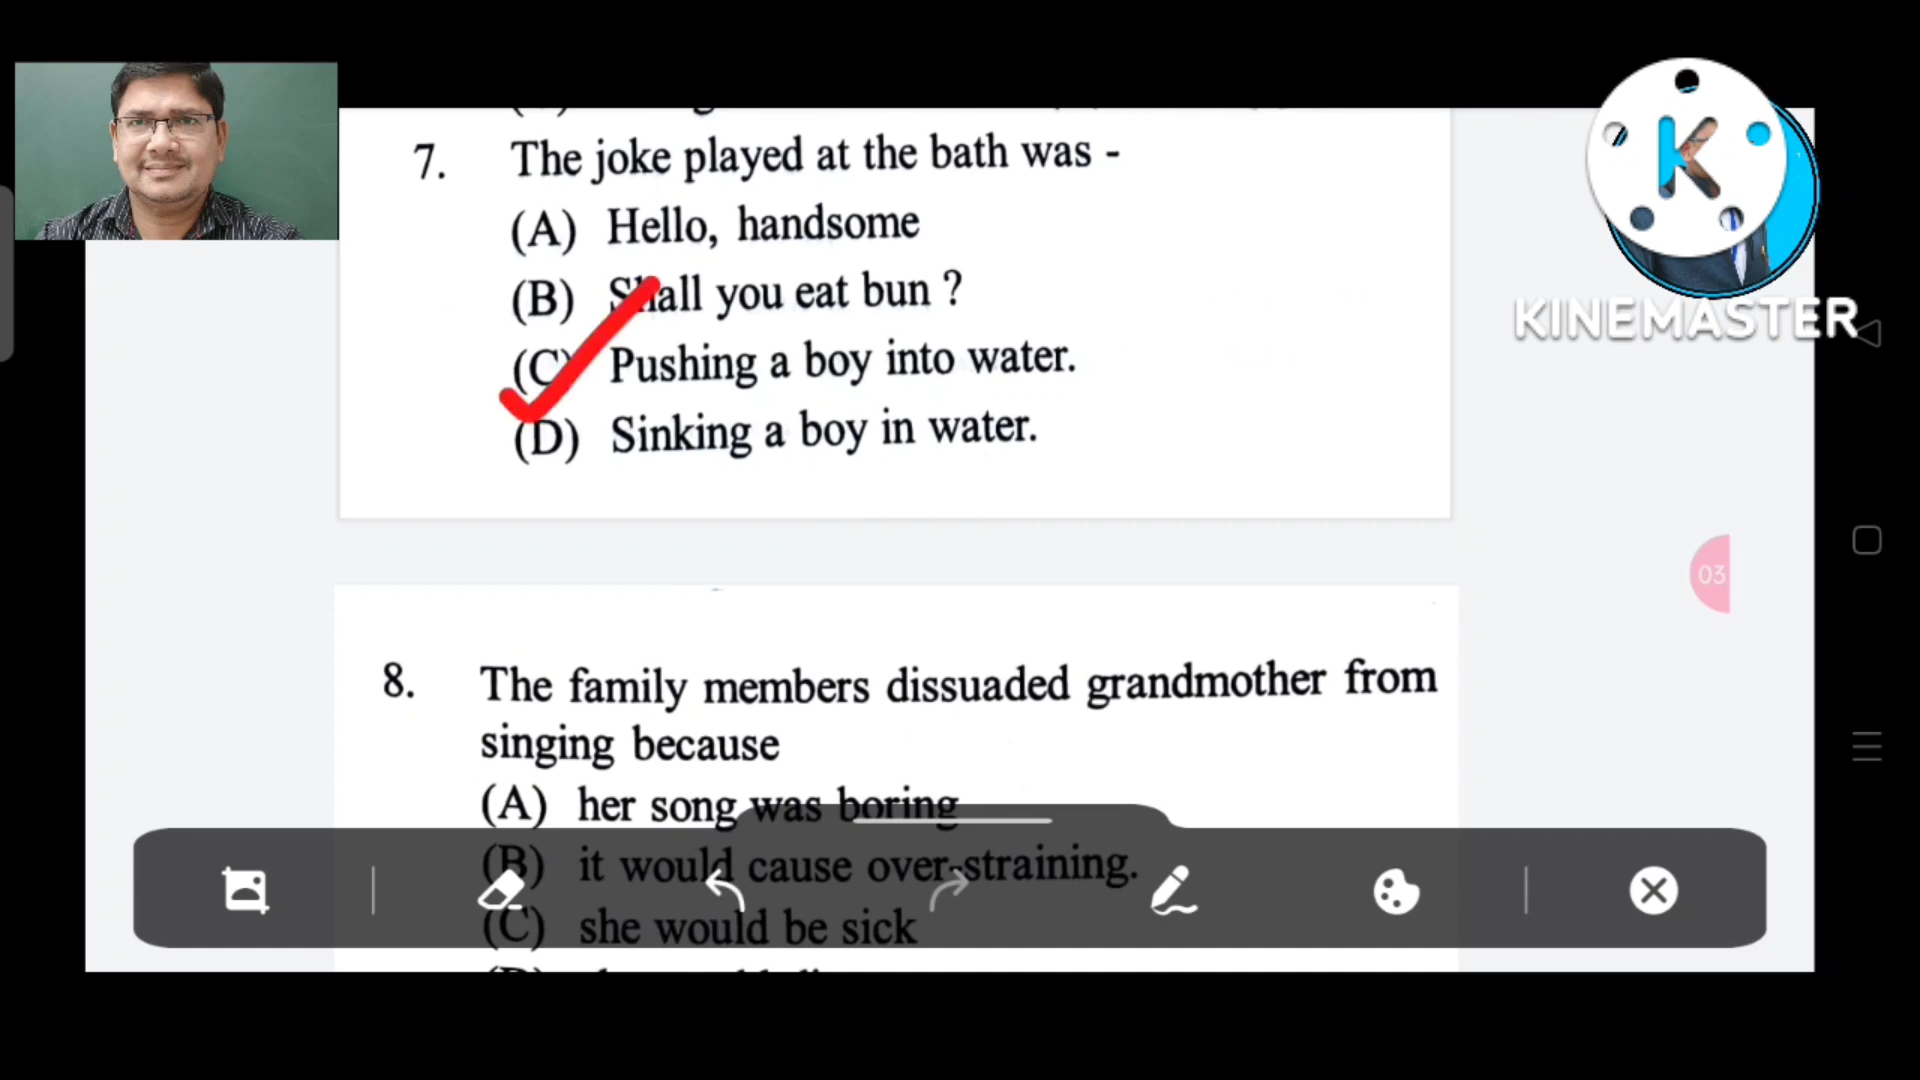 7. The joke played at the bath was -
(A) Hello, handsome
(B) Shall you eat bun ?
(C) Pushing a boy into water.
(D) Sinking a boy in water.
K
KINEMASTER
03
8. The family members dissuaded grandmother from
singing because
(A) her song was boring
(B) it would cause over-straining.
(C) she would be sick